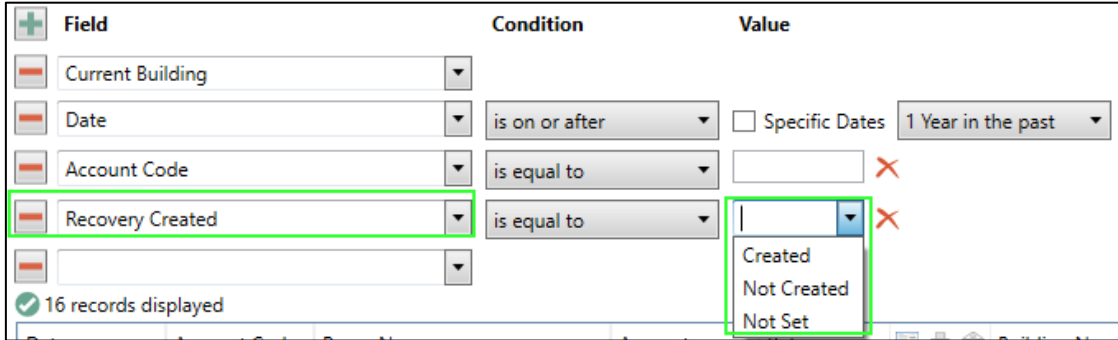 Field Condition Value
Current Building
Date is on or after Specific Dates 1 Year in the past
Account Code is equal to
Recovery Created is equal to
Created
Not Created
Not Set
16 records displayed